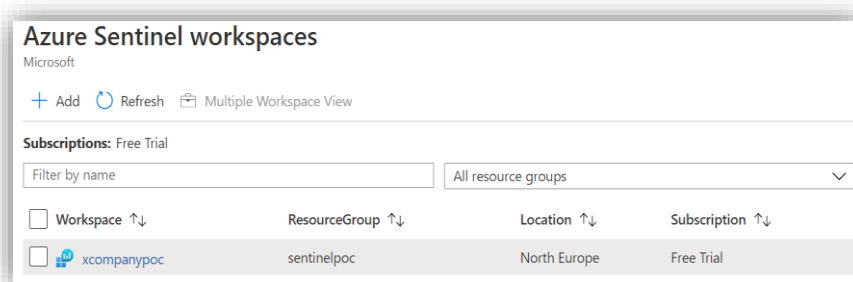 Azure Sentinel workspaces
Microsoft
Add Refresh Multiple Workspace View
Subscriptions: Free Trial
Filter by name All resource groups
Workspace ↑↓ ResourceGroup ↑↓ Location ↑↓ Subscription ↑↓
xcompanypoc sentinelpoc North Europe Free Trial